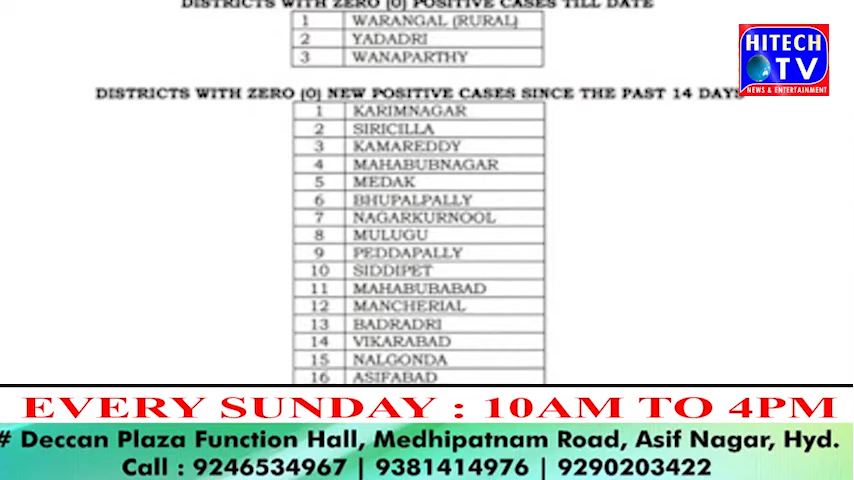 DISTRICTS WITH ZERO (0) POSITIVE CASES TILL DATE
1 WARANGAL (RURAL)
2 YADADRI
3 WANAPARTHY
HITECH
TV
NEWS & ENTERTAINMENT
DISTRICTS WITH ZERO (0) NEW POSITIVE CASES SINCE THE PAST 14 DAYS
1 KARIMNAGAR
2 SIRICILLA
3 KAMAREDDY
4 MAHABUBNAGAR
5 MEDAK
6 BHUPALPALLY
7 NAGARKURNOOL
8 MULUGU
9 PEDDAPALLY
10 SIDDIPET
11 MAHABUBABAD
12 MANCHERIAL
13 BADRADRI
14 VIKARABAD
15 NALGONDA
16 ASIFABAD
EVERY SUNDAY : 10AM TO 4PM
# Deccan Plaza Function Hall, Medhipatnam Road, Asif Nagar, Hyd.
Call : 9246534967 | 9381414976 | 9290203422